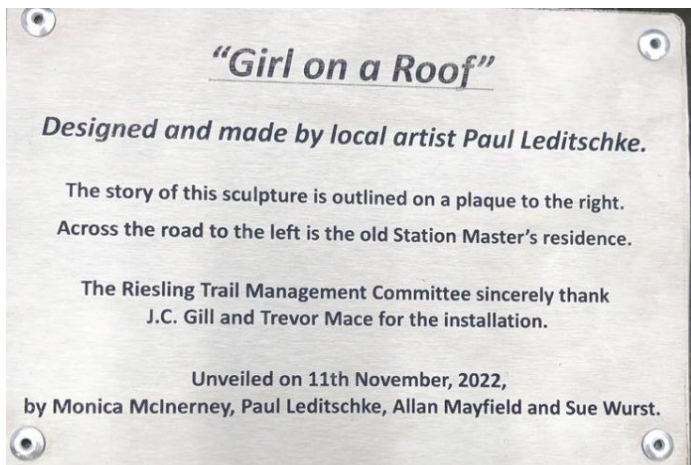 “Girl on a Roof”
Designed and made by local artist Paul Leditschke.
The story of this sculpture is outlined on a plaque to the right.
Across the road to the left is the old Station Master’s residence.
The Riesling Trail Management Committee sincerely thank
J.C. Gill and Trevor Mace for the installation.
Unveiled on 11th November, 2022,
by Monica McInerney, Paul Leditschke, Allan Mayfield and Sue Wurst.